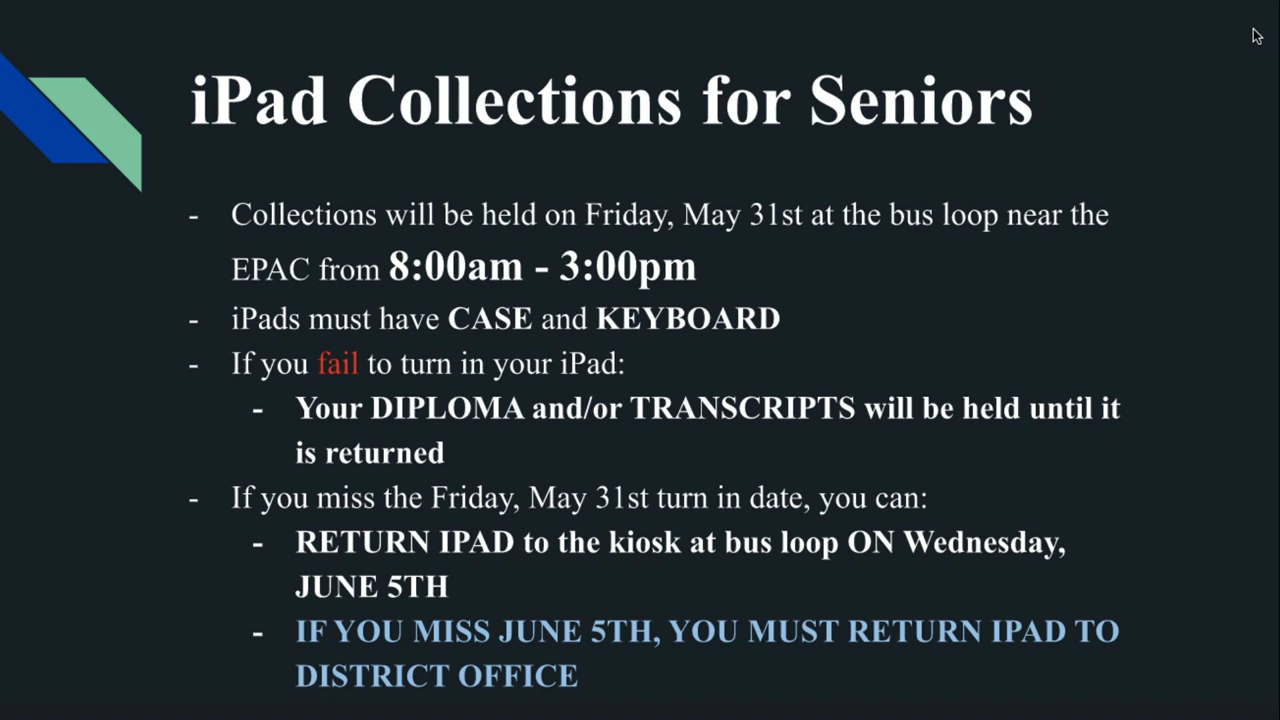 iPad Collections for Seniors
- Collections will be held on Friday, May 31st at the bus loop near the
EPAC from 8:00am - 3:00pm
- iPads must have CASE and KEYBOARD
- If you fail to turn in your iPad:
- Your DIPLOMA and/or TRANSCRIPTS will be held until it
is returned
- If you miss the Friday, May 31st turn in date, you can:
- RETURN IPAD to the kiosk at bus loop ON Wednesday,
JUNE 5TH
- IF YOU MISS JUNE 5TH, YOU MUST RETURN IPAD TO
DISTRICT OFFICE